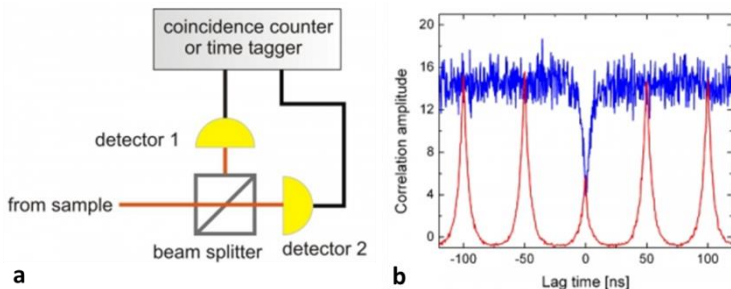 coincidence counter
or time tagger
detector 1
from sample
beam splitter
detector 2
a
Correlation amplitude
20
16
12
8
4
0
-100
-50
0
50
100
Lag time [ns]
b